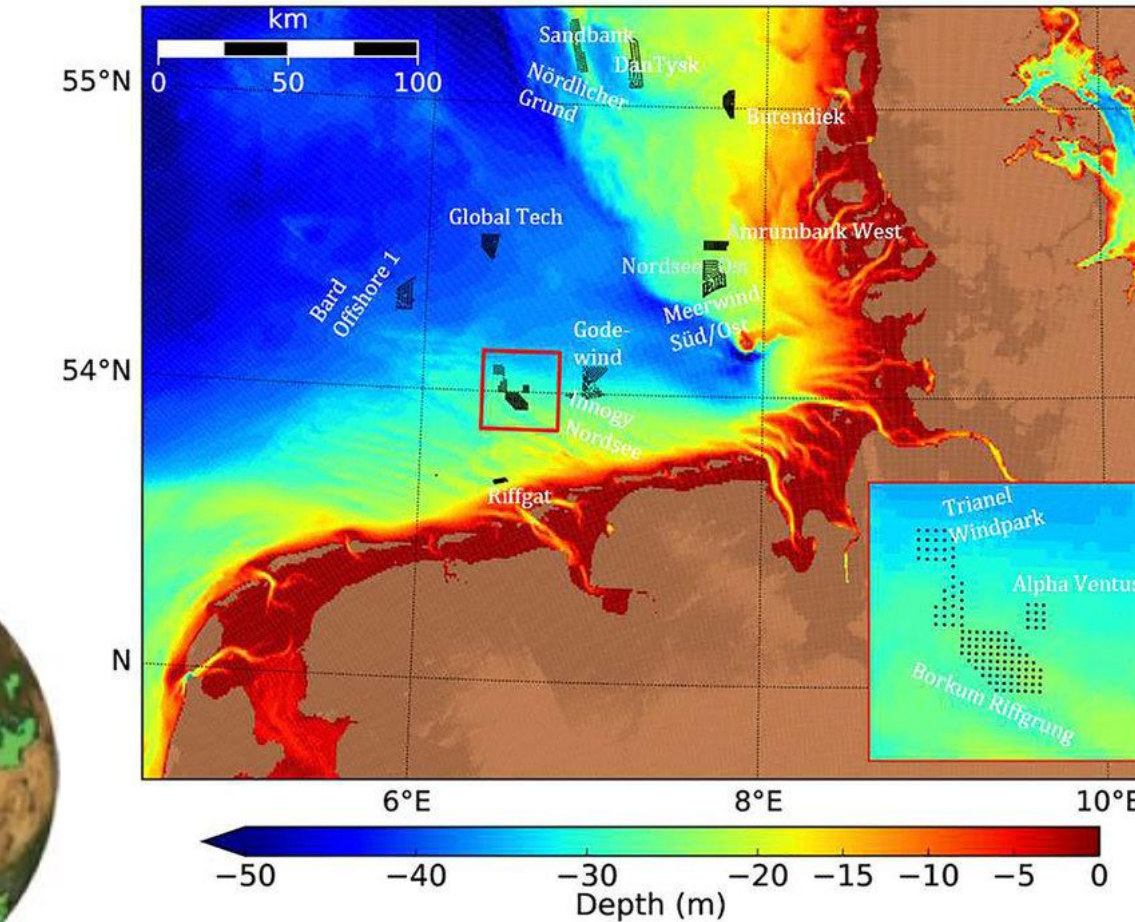 km
0 50 100
55°N
54°N
N
Sandbank
DanTysk
Nördlicher
Grund
Butendiek
Global Tech
Amrumbank West
Nordsee Ost
Bard
Offshore 1
Meerwind
Süd/Ost
Gode-
wind
Innogy
Nordsee
Riffgat
Trianel
Windpark
Alpha Ventus
Borkum Riffgrung
6°E 8°E 10°E
−50 −40 −30 −20 −15 −10 −5 0
Depth (m)